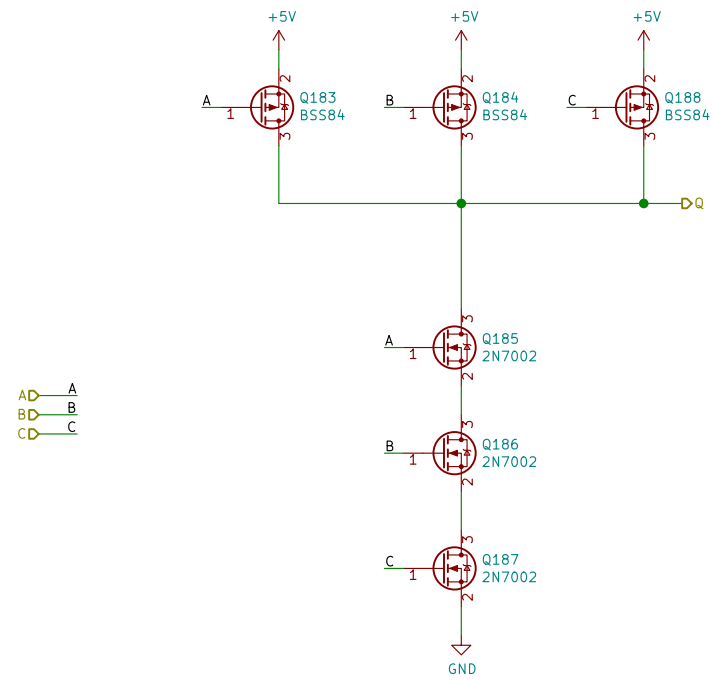 +5V +5V +5V
2 2 2
A Q183 B Q184 C Q188
1 BSS84 1 BSS84 1 BSS84
3 3 3
Q
3
A Q185
1 2N7002
2
A A
B B
C C
3
B Q186
1 2N7002
2
3
C Q187
1 2N7002
2
GND